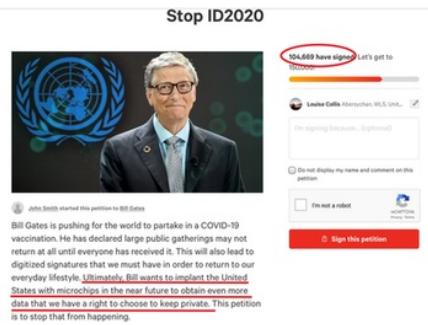 Stop ID2020
104,669 have signed. Let's get to
150,000!
Louise Collis Abersychan, WLS, Unit...
I'm signing because... (optional)
Do not display my name and comment on this
petition
I'm not a robot
reCAPTCHA
Privacy - Terms
Sign this petition
John Smith started this petition to Bill Gates
Bill Gates is pushing for the world to partake in a COVID-19
vaccination. He has declared large public gatherings may not
return at all until everyone has received it. This will also lead to
digitized signatures that we must have in order to return to our
everyday lifestyle. Ultimately, Bill wants to implant the United
States with microchips in the near future to obtain even more
data that we have a right to choose to keep private. This petition
is to stop that from happening.